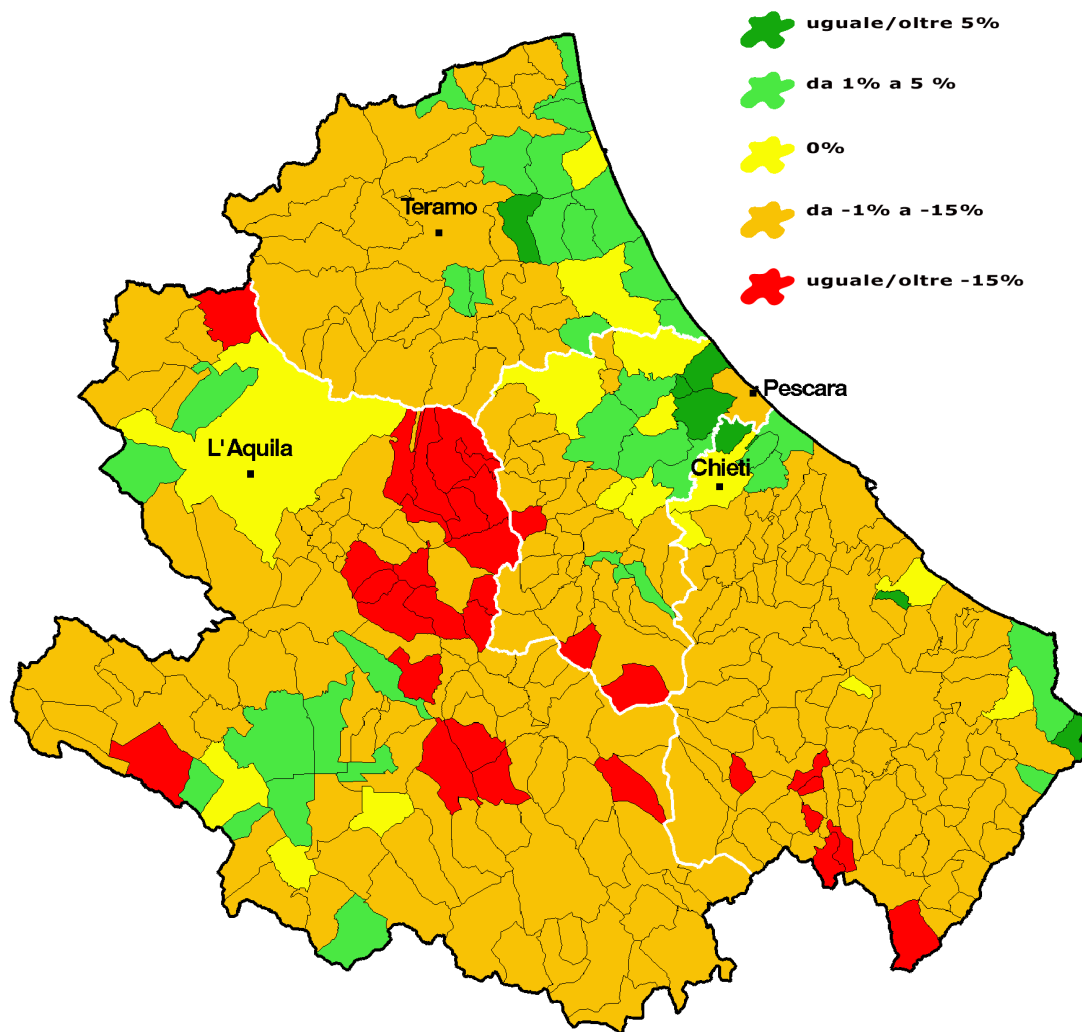 uguale/oltre 5%
da 1% a 5 %
0%
da -1% a -15%
uguale/oltre -15%
Teramo
Pescara
L'Aquila
Chieti